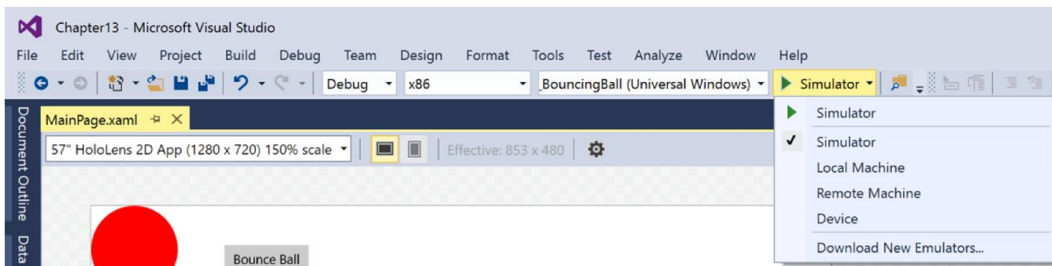 Chapter13 - Microsoft Visual Studio
File Edit View Project Build Debug Team Design Format Tools Test Analyze Window Help
Debug x86 _BouncingBall (Universal Windows) Simulator
Document Outline
Data
MainPage.xaml
57" HoloLens 2D App (1280 x 720) 150% scale Effective: 853 x 480
Bounce Ball
Simulator
Simulator
Local Machine
Remote Machine
Device
Download New Emulators...